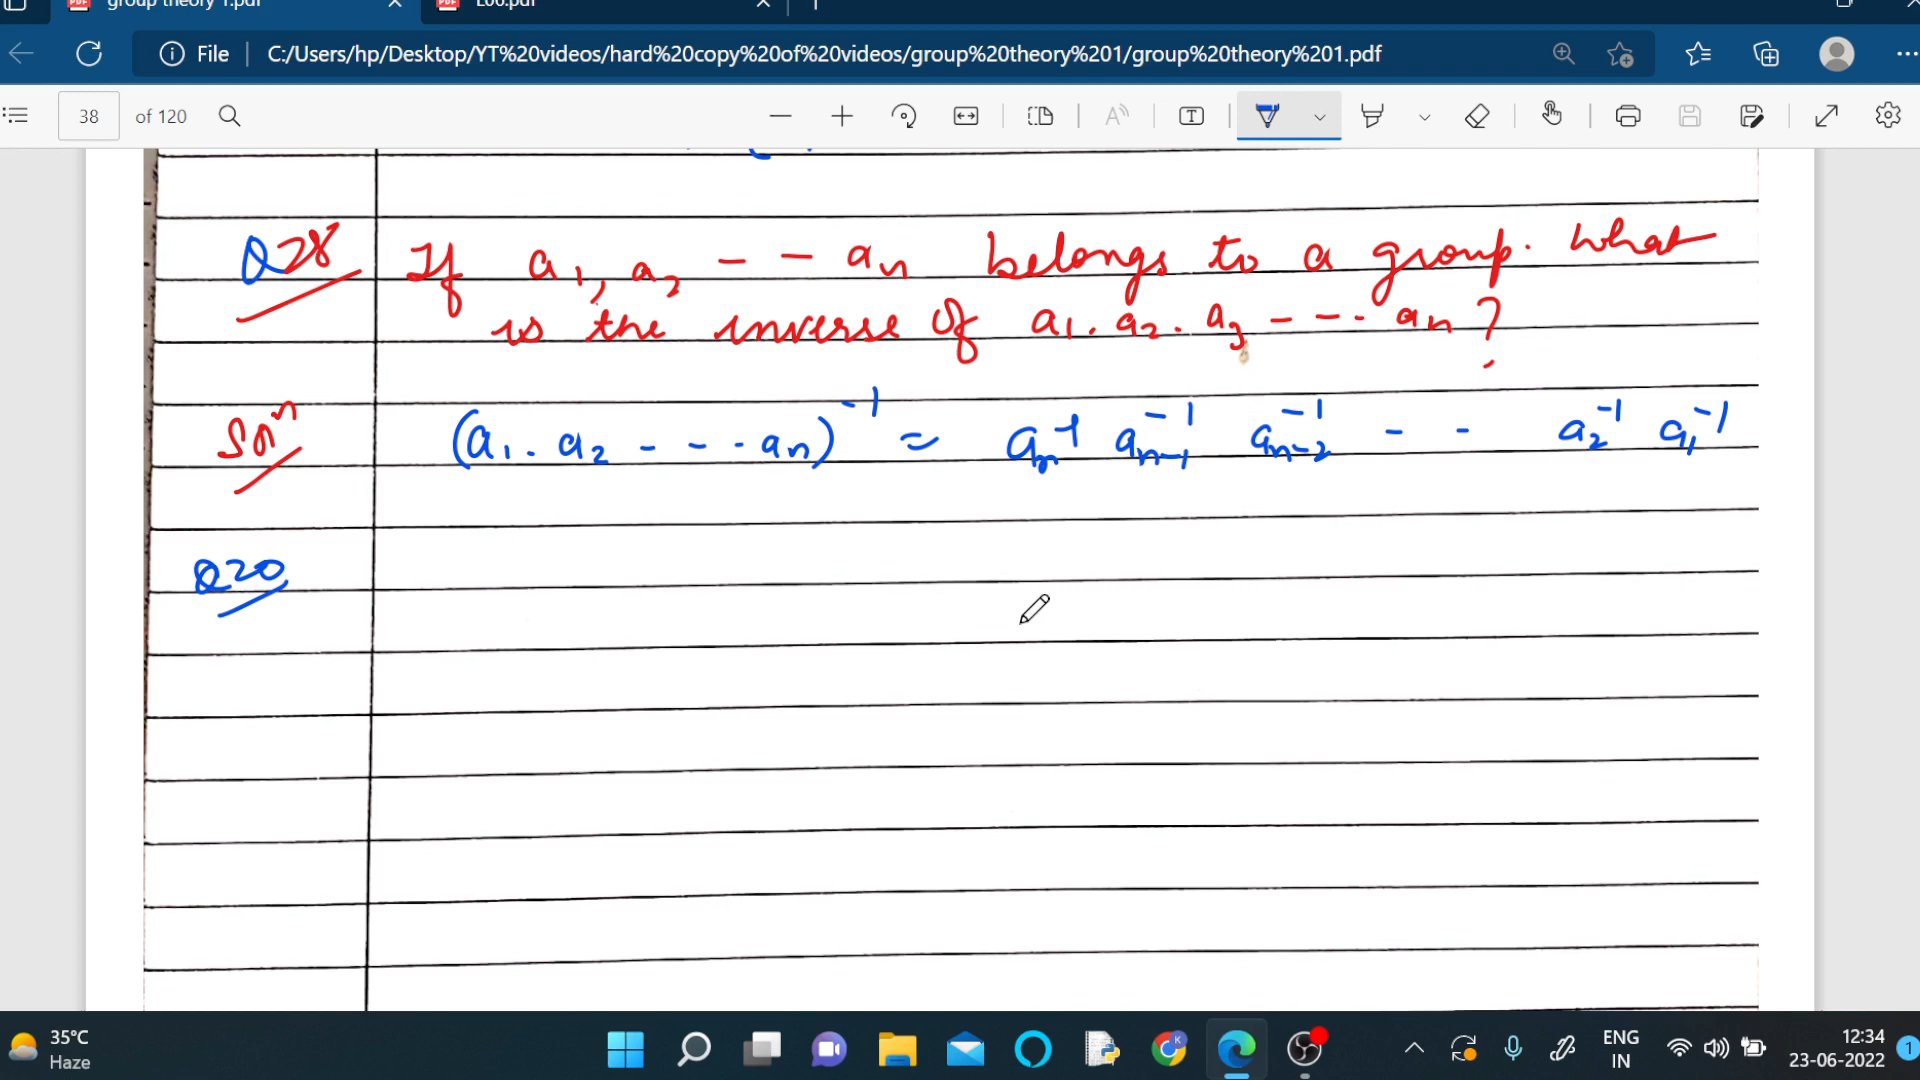 group theory 1.pdf
L06.pdf
File
C:/Users/hp/Desktop/YT%20videos/hard%20copy%20of%20videos/group%20theory%201/group%20theory%201.pdf
38 of 120
Q28 If a1, a2 - - an belongs to a group. What
is the inverse of a1. a2. a3 - - - an?
Solⁿ (a1. a2 - - - an)⁻¹ = an⁻¹ an-1⁻¹ an-2⁻¹ - - a2⁻¹ a1⁻¹
Q20
35°C
Haze
ENG
IN
12:34
23-06-2022
1